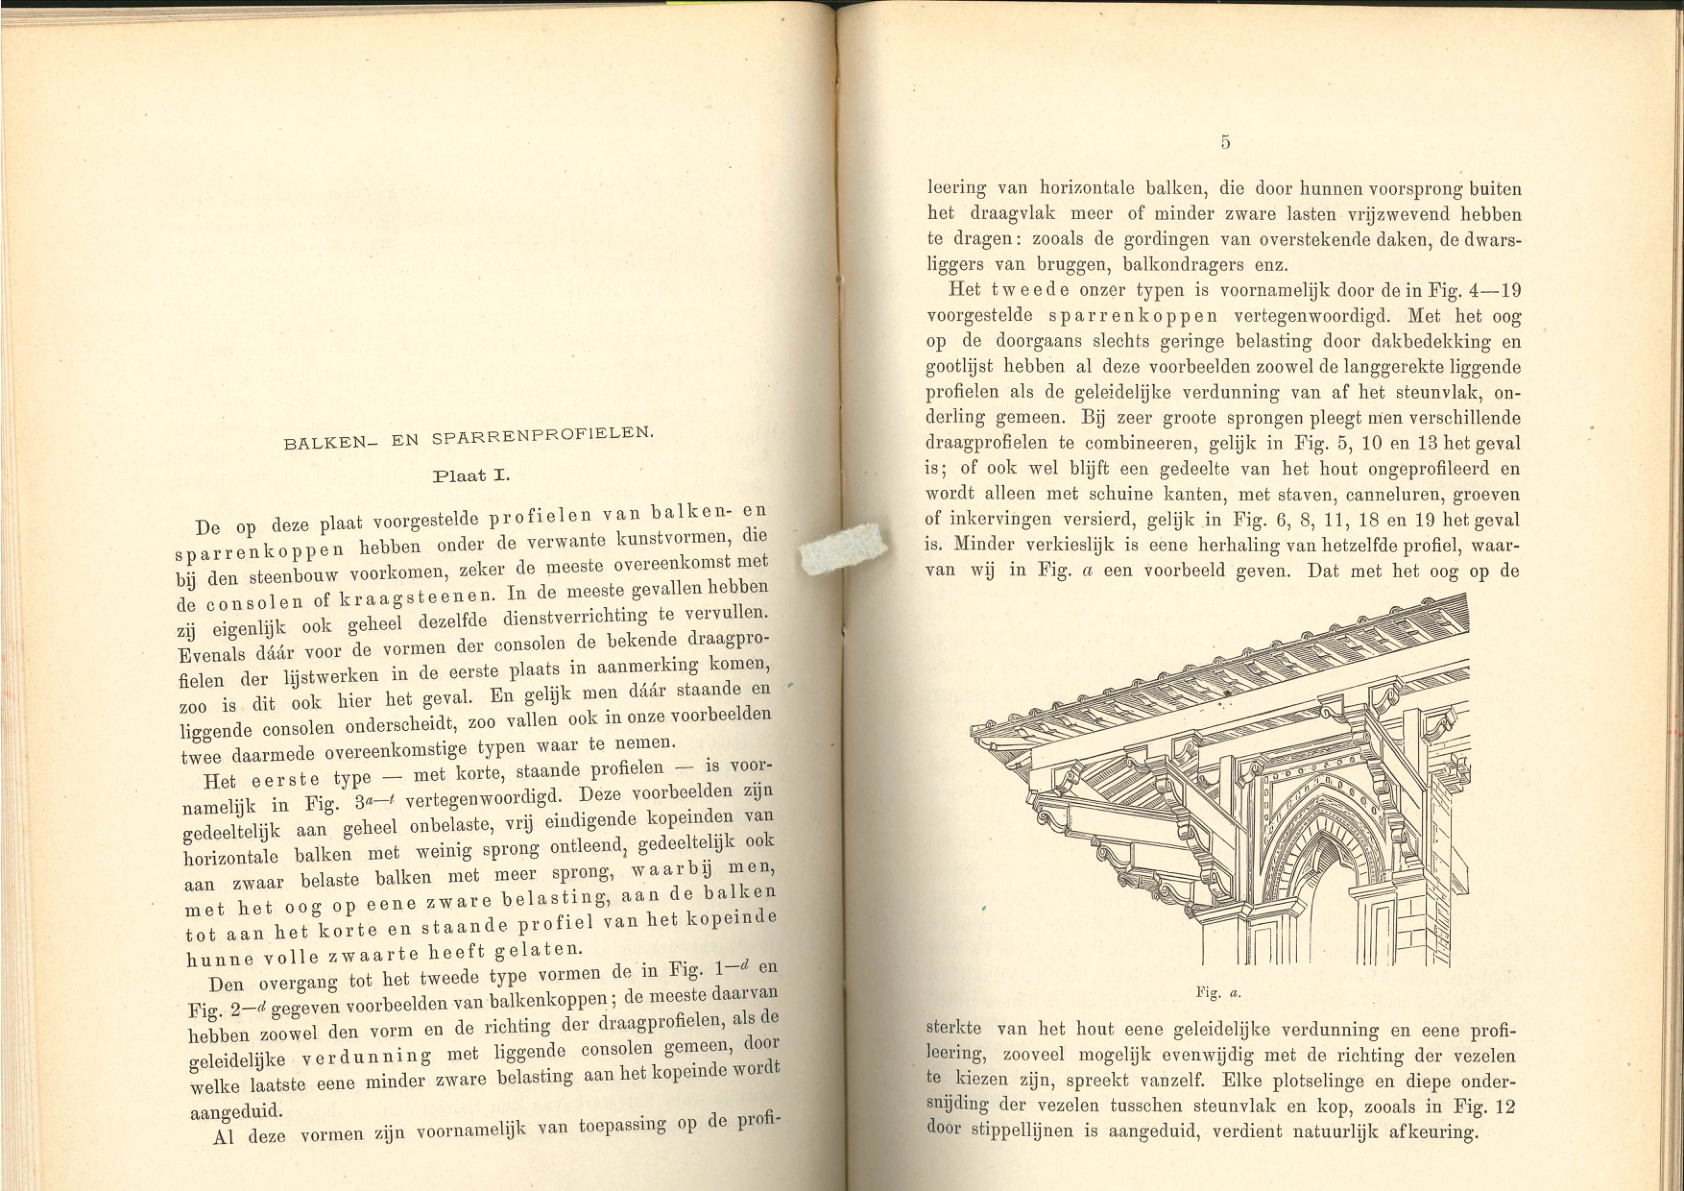 BALKEN- EN SPARRENPROFIELEN.
Plaat I.
De op deze plaat voorgestelde profielen van balken- en
sparrenkoppen hebben onder de verwante kunstvormen, die
bij den steenbouw voorkomen, zeker de meeste overeenkomst met
de consolen of kraagsteenen. In de meeste gevallen hebben
zij eigenlijk ook geheel dezelfde dienstverrichting te vervullen.
Evenals dáár voor de vormen der consolen de bekende draagpro-
fielen der lijstwerken in de eerste plaats in aanmerking komen,
zoo is dit ook hier het geval. En gelijk men dáár staande en
liggende consolen onderscheidt, zoo vallen ook in onze voorbeelden
twee daarmede overeenkomstige typen waar te nemen.
Het eerste type — met korte, staande profielen — is voor-
namelijk in Fig. 3a—t vertegenwoordigd. Deze voorbeelden zijn
gedeeltelijk aan geheel onbelaste, vrij eindigende kopeinden van
horizontale balken met weinig sprong ontleend, gedeeltelijk ook
aan zwaar belaste balken met meer sprong, waarbij men,
met het oog op eene zware belasting, aan de balken
tot aan het korte en staande profiel van het kopeinde
hunne volle zwaarte heeft gelaten.
Den overgang tot het tweede type vormen de in Fig. 1—d en
Fig. 2—d gegeven voorbeelden van balkenkoppen; de meeste daarvan
hebben zoowel den vorm en de richting der draagprofielen, als de
geleidelijke verdunning met liggende consolen gemeen, door
welke laatste eene minder zware belasting aan het kopeinde wordt
aangeduid.
Al deze vormen zijn voornamelijk van toepassing op de profi-
5
leering van horizontale balken, die door hunnen voorsprong buiten
het draagvlak meer of minder zware lasten vrijzwevend hebben
te dragen: zooals de gordingen van overstekende daken, de dwars-
liggers van bruggen, balkondragers enz.
Het tweede onzer typen is voornamelijk door de in Fig. 4—19
voorgestelde sparrenkoppen vertegenwoordigd. Met het oog
op de doorgaans slechts geringe belasting door dakbedekking en
gootlijst hebben al deze voorbeelden zoowel de langgerekte liggende
profielen als de geleidelijke verdunning van af het steunvlak, on-
derling gemeen. Bij zeer groote sprongen pleegt men verschillende
draagprofielen te combineeren, gelijk in Fig. 5, 10 en 13 het geval
is; of ook wel blijft een gedeelte van het hout ongeprofileerd en
wordt alleen met schuine kanten, met staven, canneluren, groeven
of inkervingen versierd, gelijk in Fig. 6, 8, 11, 18 en 19 het geval
is. Minder verkieslijk is eene herhaling van hetzelfde profiel, waar-
van wij in Fig. a een voorbeeld geven. Dat met het oog op de
Fig. a.
sterkte van het hout eene geleidelijke verdunning en eene profi-
leering, zooveel mogelijk evenwijdig met de richting der vezelen
te kiezen zijn, spreekt vanzelf. Elke plotselinge en diepe onder-
snijding der vezelen tusschen steunvlak en kop, zooals in Fig. 12
door stippellijnen is aangeduid, verdient natuurlijk afkeuring.